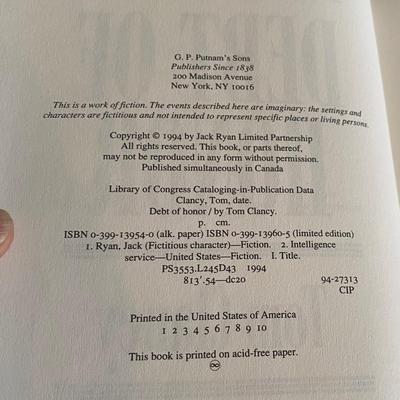 G. P. Putnam's Sons
Publishers Since 1838
200 Madison Avenue
New York, NY 10016
This is a work of fiction. The events described here are imaginary: the settings and
characters are fictitious and not intended to represent specific places or living persons.
Copyright © 1994 by Jack Ryan Limited Partnership
All rights reserved. This book, or parts thereof,
may not be reproduced in any form without permission.
Published simultaneously in Canada
Library of Congress Cataloging-in-Publication Data
Clancy, Tom, date.
Debt of honor / by Tom Clancy.
p. cm.
ISBN 0-399-13954-0 (alk. paper) ISBN 0-399-13960-5 (limited edition)
1. Ryan, Jack (Fictitious character)—Fiction. 2. Intelligence
service—United States—Fiction. I. Title.
PS3553.L245D43 1994
813'.54—dc20 94-27313
CIP
Printed in the United States of America
1 2 3 4 5 6 7 8 9 10
This book is printed on acid-free paper.
♾